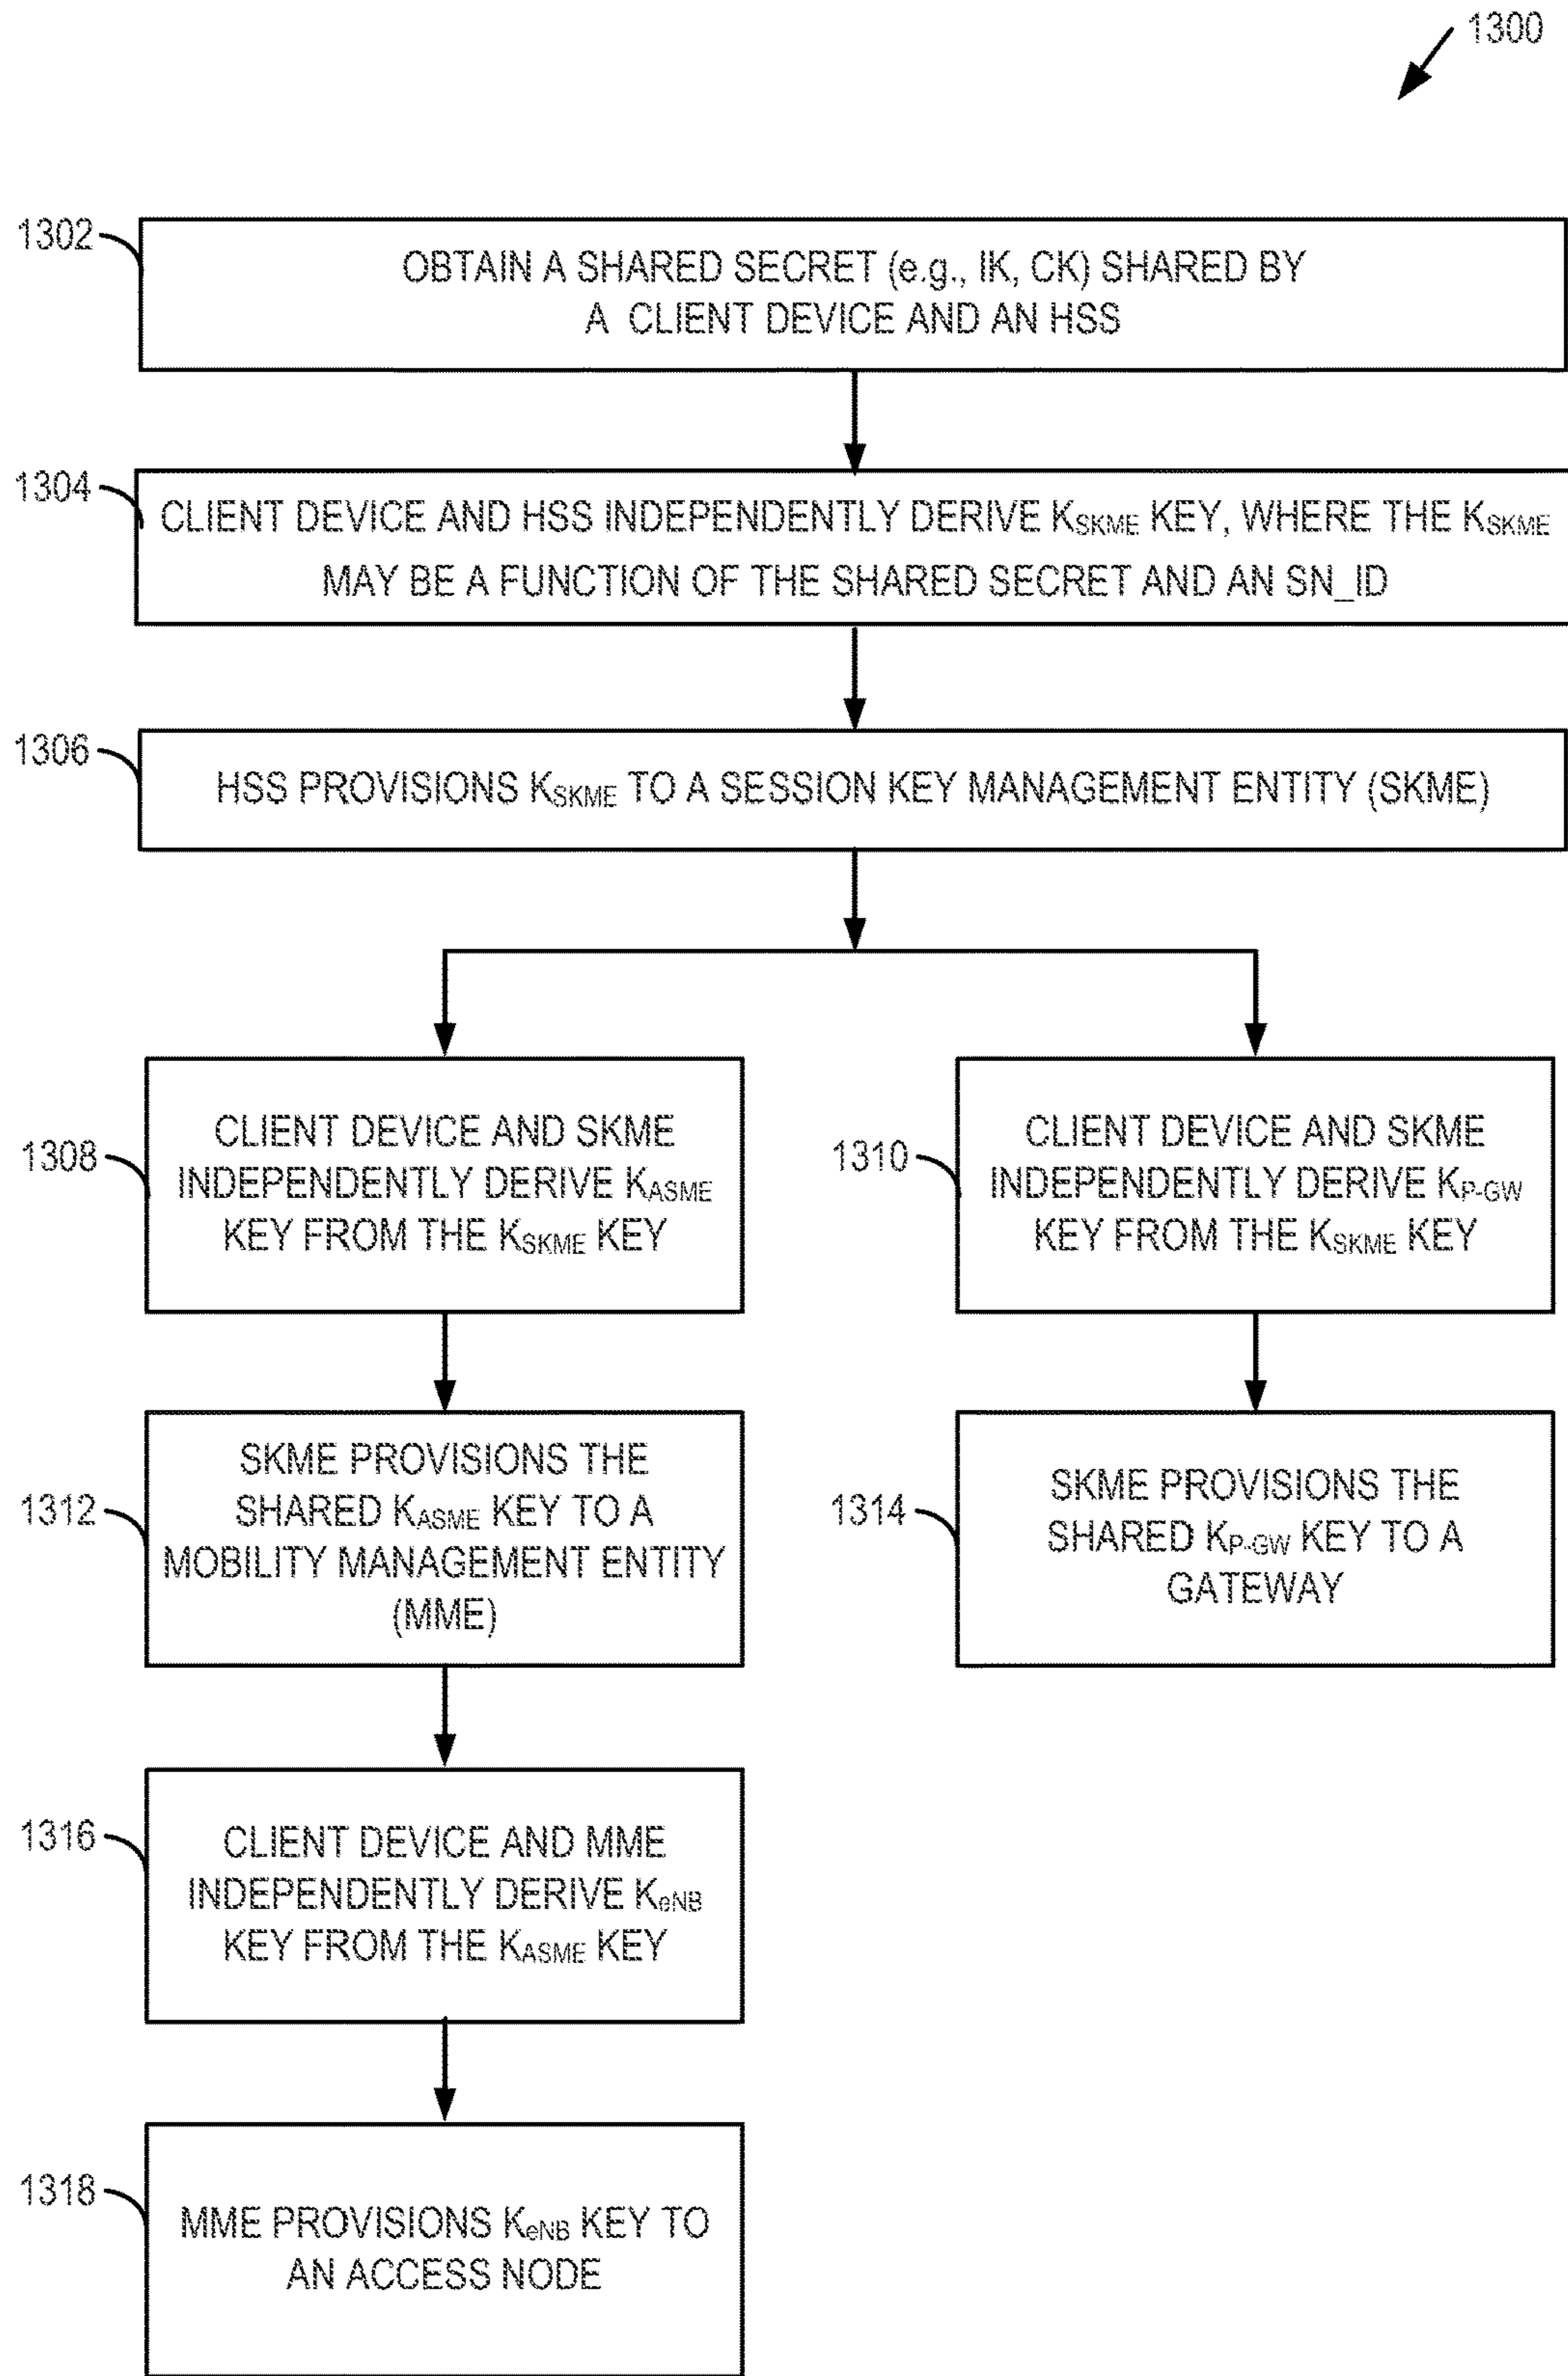 1300
1302
OBTAIN A SHARED SECRET (e.g., IK, CK) SHARED BY
A CLIENT DEVICE AND AN HSS
1304
CLIENT DEVICE AND HSS INDEPENDENTLY DERIVE KSKME KEY, WHERE THE KSKME
MAY BE A FUNCTION OF THE SHARED SECRET AND AN SN_ID
1306
HSS PROVISIONS KSKME TO A SESSION KEY MANAGEMENT ENTITY (SKME)
1308
CLIENT DEVICE AND SKME
INDEPENDENTLY DERIVE KASME
KEY FROM THE KSKME KEY
1310
CLIENT DEVICE AND SKME
INDEPENDENTLY DERIVE KP-GW
KEY FROM THE KSKME KEY
1312
SKME PROVISIONS THE
SHARED KASME KEY TO A
MOBILITY MANAGEMENT ENTITY
(MME)
1314
SKME PROVISIONS THE
SHARED KP-GW KEY TO A
GATEWAY
1316
CLIENT DEVICE AND MME
INDEPENDENTLY DERIVE KeNB
KEY FROM THE KASME KEY
1318
MME PROVISIONS KeNB KEY TO
AN ACCESS NODE